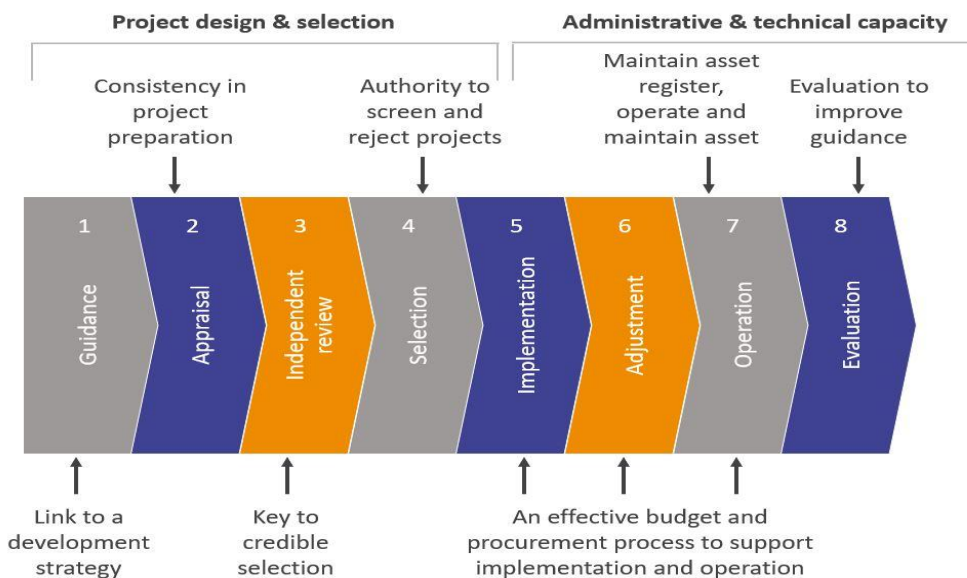 Project design & selection
Administrative & technical capacity
Consistency in
project
preparation
Authority to
screen and
reject projects
Maintain asset
register,
operate and
maintain asset
Evaluation to
improve
guidance
1
Guidance
2
Appraisal
3
Independent
review
4
Selection
5
Implementation
6
Adjustment
7
Operation
8
Evaluation
Link to a
development
strategy
Key to
credible
selection
An effective budget and
procurement process to support
implementation and operation